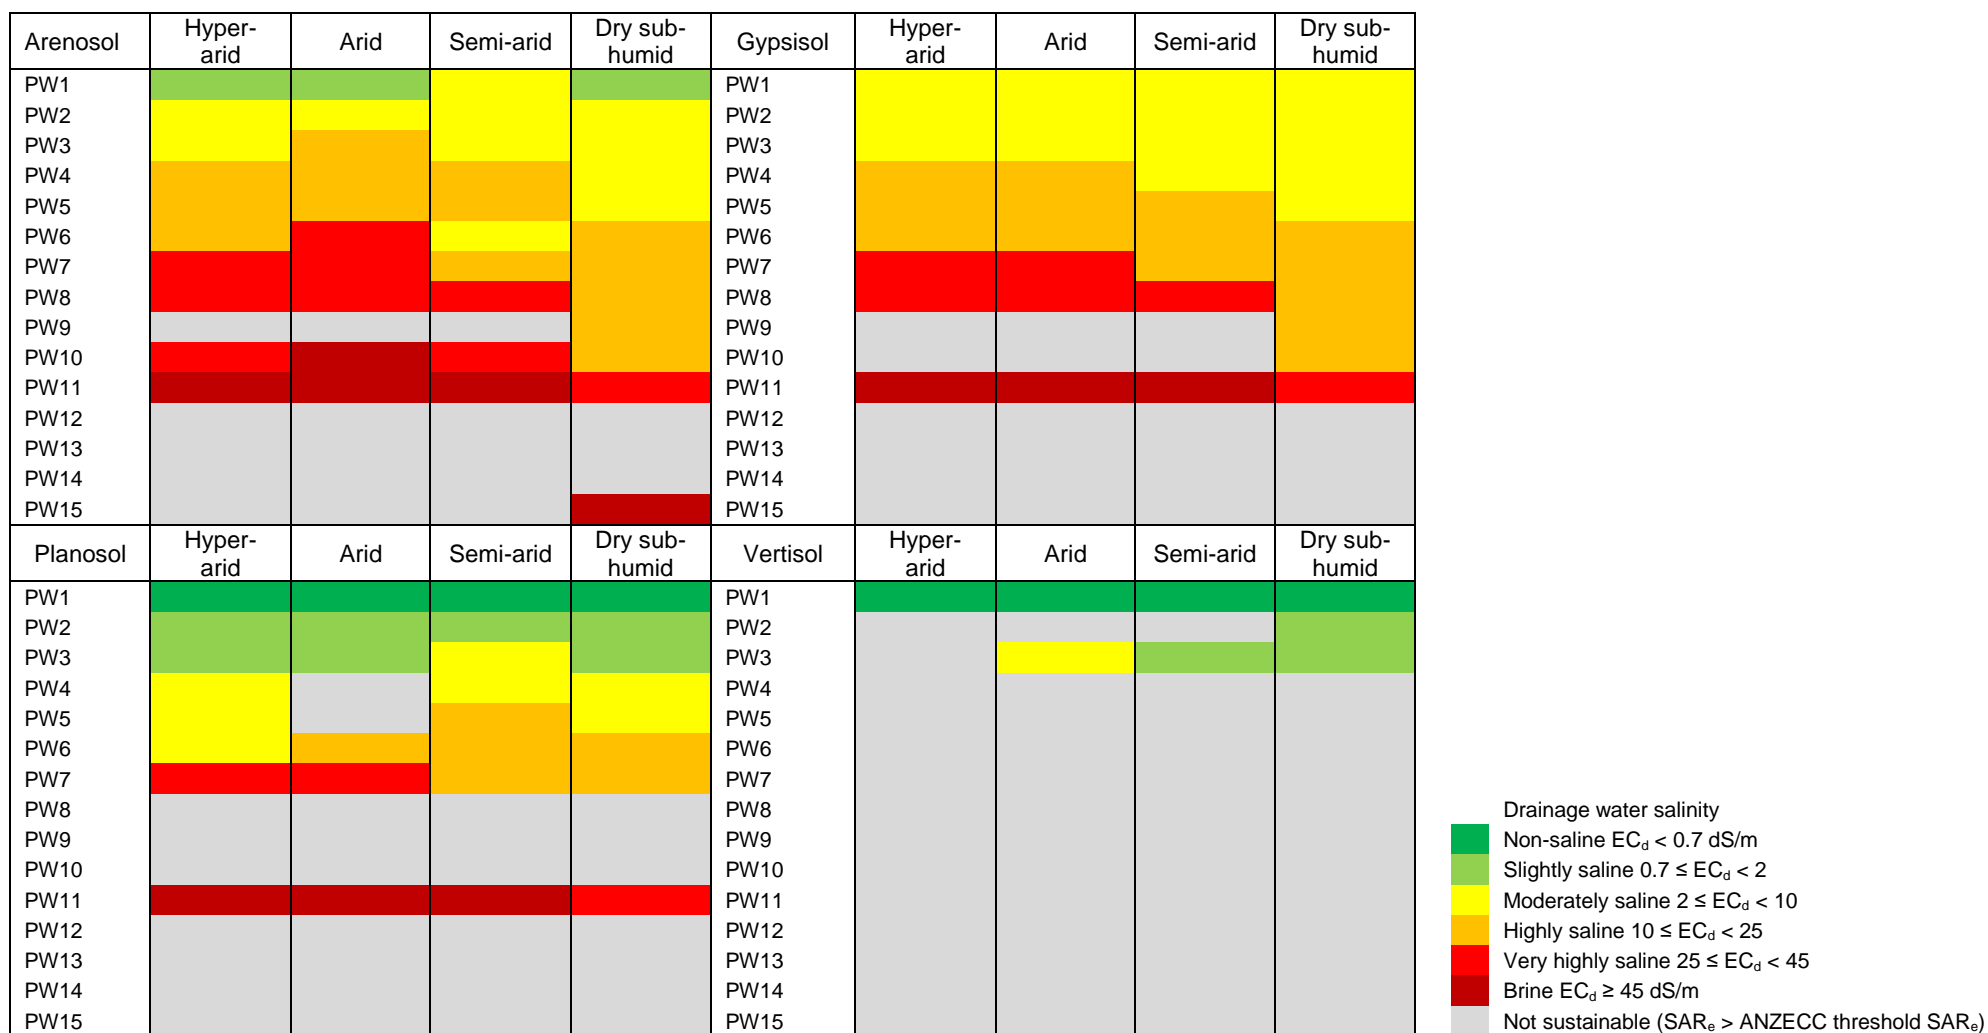 Arenosol Hyper-arid Arid Semi-arid Dry sub-humid Gypsisol Hyper-arid Arid Semi-arid Dry sub-humid
PW1 PW1
PW2 PW2
PW3 PW3
PW4 PW4
PW5 PW5
PW6 PW6
PW7 PW7
PW8 PW8
PW9 PW9
PW10 PW10
PW11 PW11
PW12 PW12
PW13 PW13
PW14 PW14
PW15 PW15
Planosol Hyper-arid Arid Semi-arid Dry sub-humid Vertisol Hyper-arid Arid Semi-arid Dry sub-humid
PW1 PW1
PW2 PW2
PW3 PW3
PW4 PW4
PW5 PW5
PW6 PW6
PW7 PW7
PW8 PW8
PW9 PW9
PW10 PW10
PW11 PW11
PW12 PW12
PW13 PW13
PW14 PW14
PW15 PW15
Drainage water salinity
Non-saline ECd < 0.7 dS/m
Slightly saline 0.7 ≤ ECd < 2
Moderately saline 2 ≤ ECd < 10
Highly saline 10 ≤ ECd < 25
Very highly saline 25 ≤ ECd < 45
Brine ECd ≥ 45 dS/m
Not sustainable (SARe > ANZECC threshold SARe)